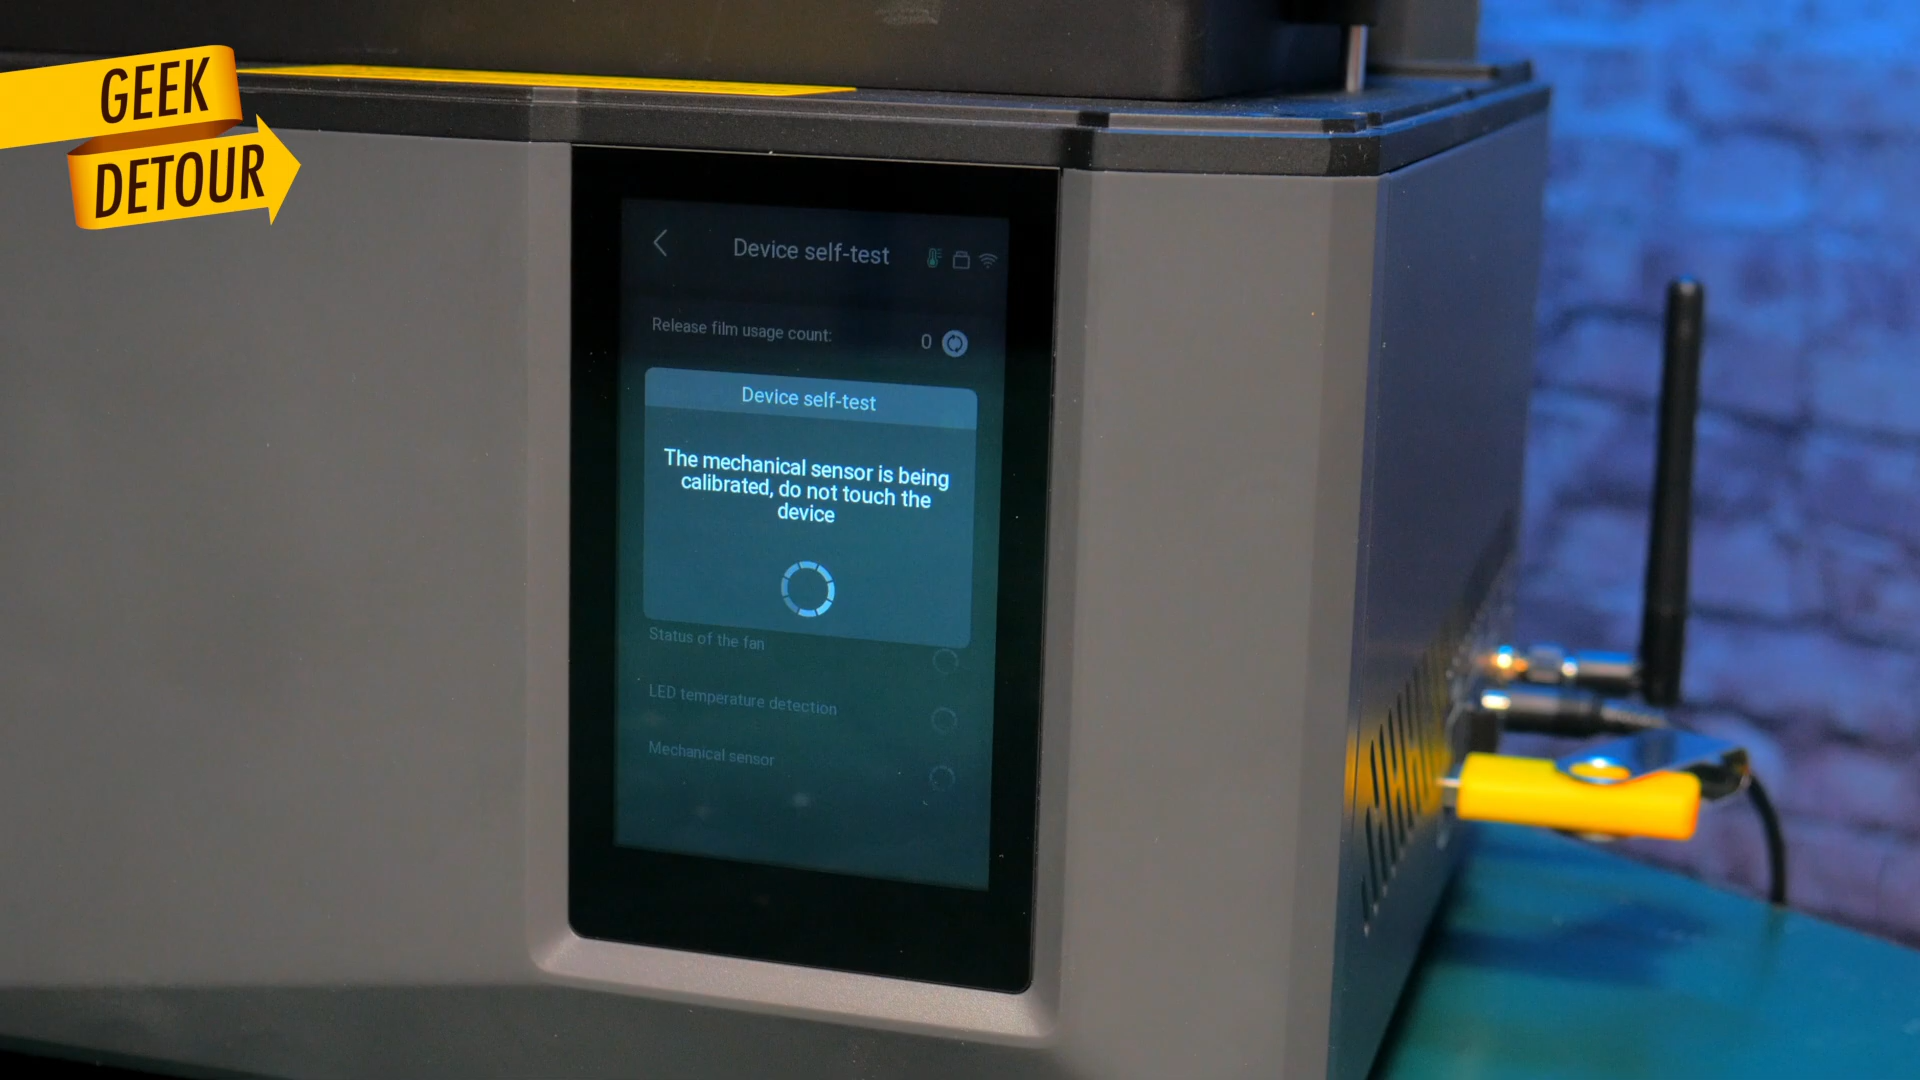 GEEK
DETOUR
Device self-test
Release film usage count:
0
Device self-test
The mechanical sensor is being
calibrated, do not touch the
device
Status of the fan
LED temperature detection
Mechanical sensor